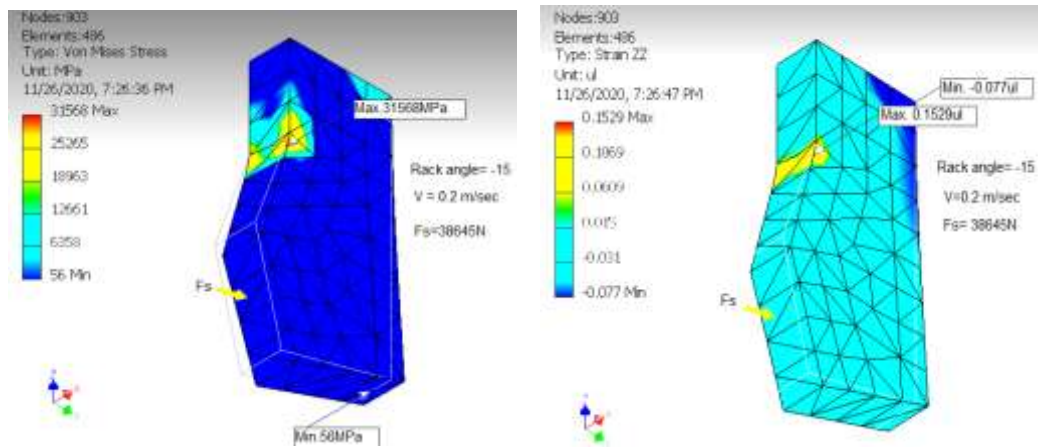 Nodes:903
Elements:486
Type: Von Mises Stress
Unit: MPa
11/26/2020, 7:26:36 PM
31568 Max
25265
18963
12661
6358
56 Min
Max 31568MPa
Rack angle= -15
V = 0.2 m/sec
Fs=38645N
Fs
Min 56MPa
Nodes:903
Elements:486
Type: Strain ZZ
Unit: ul
11/26/2020, 7:26:47 PM
0.1529 Max
0.1069
0.0609
0.015
-0.031
-0.077 Min
Min. -0.077ul
Max. 0.1529ul
Rack angle= -15
V=0.2 m/sec
Fs= 38645N
Fs